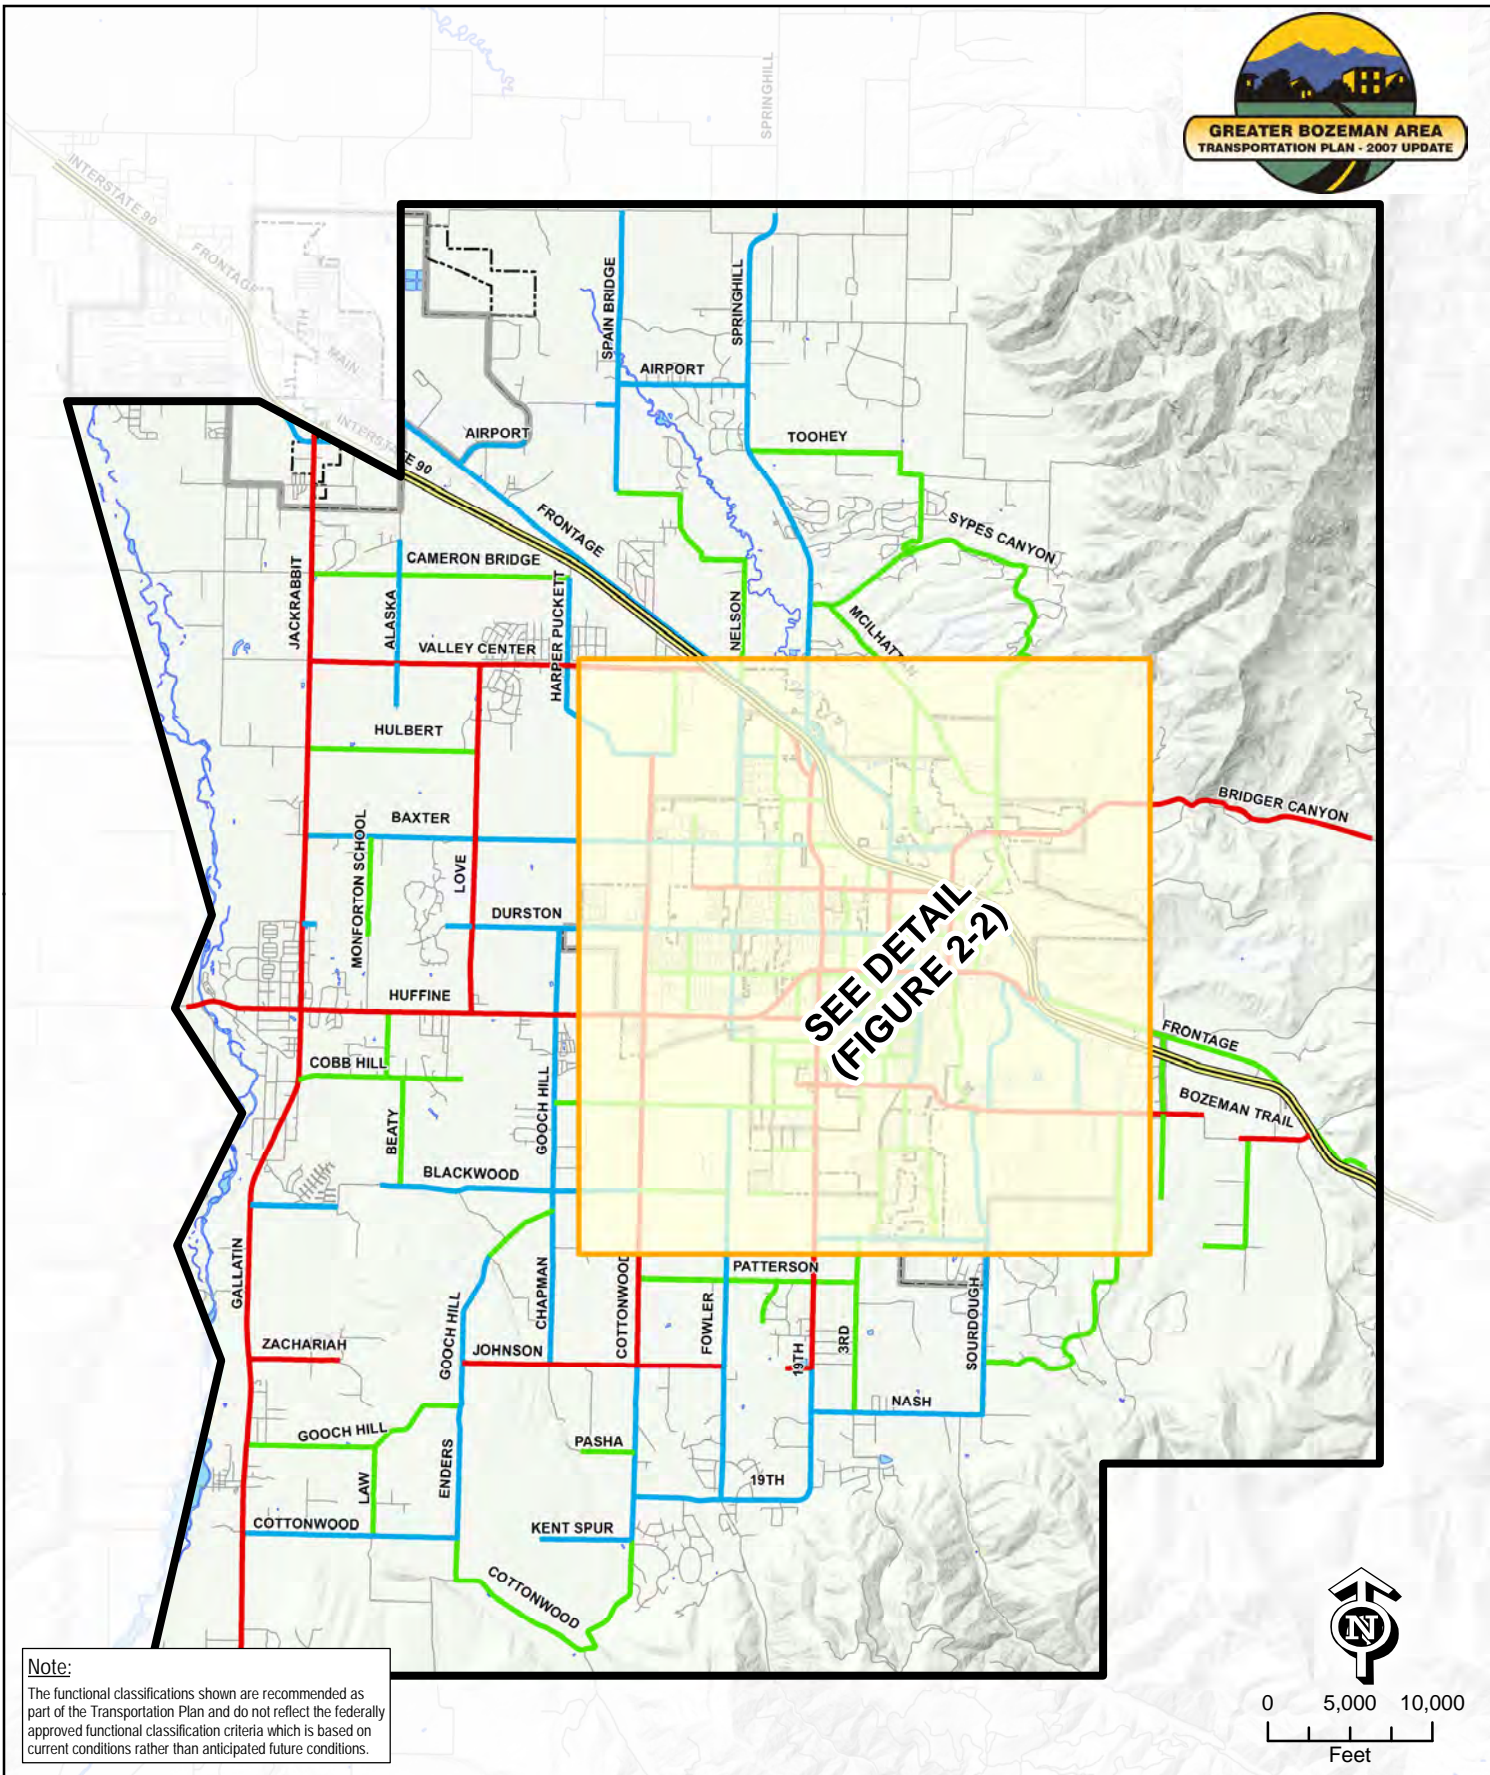 SPRINGHILL
GREATER BOZEMAN AREA
TRANSPORTATION PLAN - 2007 UPDATE
INTERSTATE 90
FRONTAGE
7TH
MAIN
SPAIN BRIDGE
SPRINGHILL
AIRPORT
INTERSTATE 90
AIRPORT
TOOHEY
FRONTAGE
SYPES CANYON
CAMERON BRIDGE
JACKRABBIT
ALASKA
HARPER PUCKETT
NELSON
MCILHATTAN
VALLEY CENTER
HULBERT
BRIDGER CANYON
BAXTER
MONFORTON SCHOOL
LOVE
DURSTON
SEE DETAIL
(FIGURE 2-2)
HUFFINE
FRONTAGE
COBB HILL
GOOCH HILL
BOZEMAN TRAIL
BEATY
BLACKWOOD
GALLATIN
CHAPMAN
COTTONWOOD
PATTERSON
FOWLER
GOOCH HILL
SOURDOUGH
ZACHARIAH
JOHNSON
19TH
3RD
NASH
GOOCH HILL
ENDERS
PASHA
LAW
19TH
COTTONWOOD
KENT SPUR
COTTONWOOD
N
Note:
The functional classifications shown are recommended as
part of the Transportation Plan and do not reflect the federally
approved functional classification criteria which is based on
current conditions rather than anticipated future conditions.
0 5,000 10,000
Feet